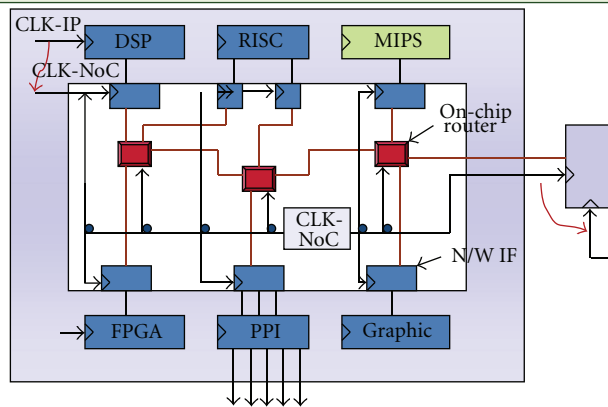 CLK-IP
DSP
RISC
MIPS
CLK-NoC
On-chip
router
CLK-
NoC
N/W IF
FPGA
PPI
Graphic